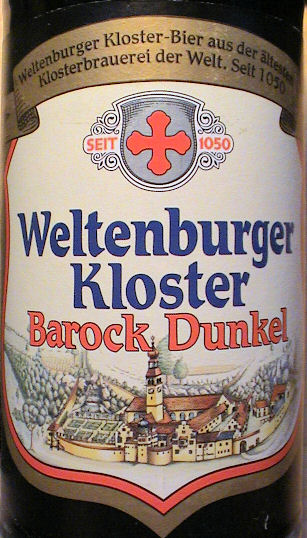 Weltenburger Kloster-Bier aus der ältesten
Klosterbrauerei der Welt. Seit 1050
SEIT 1050
Weltenburger
Kloster
Barock Dunkel